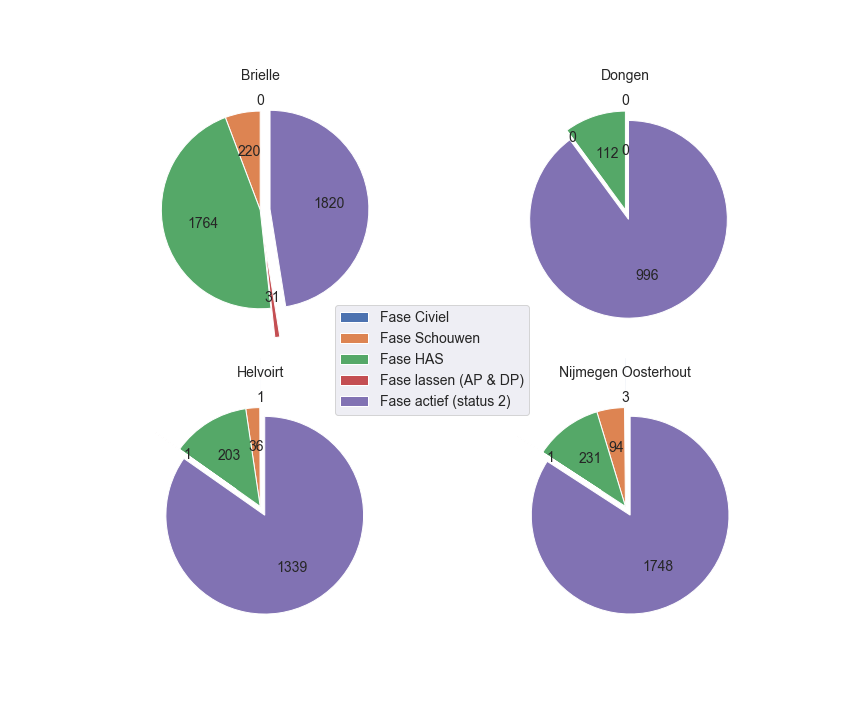 Brielle
0
220
1764
1820
31
Dongen
0
0
112
0
996
Fase Civiel
Fase Schouwen
Fase HAS
Fase lassen (AP & DP)
Fase actief (status 2)
Helvoirt
1
36
203
1
1339
Nijmegen Oosterhout
3
94
231
1
1748